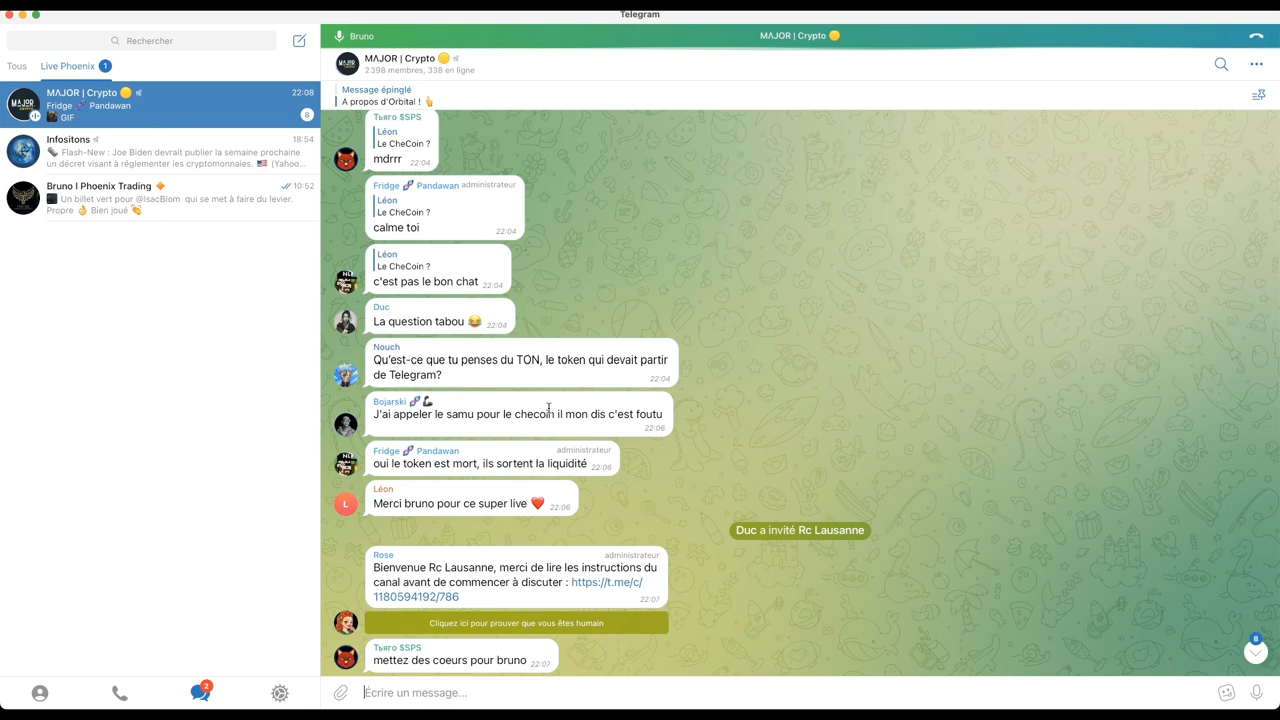 Telegram
Rechercher
Tous
Live Phoenix 1
MΛJOR | Crypto 22:08
Fridge 🧬 Pandawan
GIF 8
Infositons 18:54
🗞 Flash-New : Joe Biden devrait publier la semaine prochaine
un décret visant à réglementer les cryptomonnaies. 🇺🇸 (Yahoo...
Bruno I Phoenix Trading 🔸 10:52
Un billet vert pour @IsacBlom qui se met à faire du levier.
Propre 👌 Bien joué 👏
2
Bruno
MΛJOR | Crypto 🟡
MΛJOR | Crypto 🟡
2 398 membres, 338 en ligne
Message épinglé
A propos d'Orbital ! 👆
Тьяго $SPS
Léon
Le CheCoin ?
mdrrr 22:04
Fridge 🧬 Pandawan administrateur
Léon
Le CheCoin ?
calme toi 22:04
Léon
Le CheCoin ?
c'est pas le bon chat 22:04
Duc
La question tabou 😂 22:04
Nouch
Qu'est-ce que tu penses du TON, le token qui devait partir
de Telegram? 22:04
Bojarski 🧬 🦾
J'ai appeler le samu pour le checoin il mon dis c'est foutu
22:06
Fridge 🧬 Pandawan administrateur
oui le token est mort, ils sortent la liquidité 22:06
Léon
L
Merci bruno pour ce super live ❤️ 22:06
Duc a invité Rc Lausanne
Rose administrateur
Bienvenue Rc Lausanne, merci de lire les instructions du
canal avant de commencer à discuter : https://t.me/c/
1180594192/786 22:07
Cliquez ici pour prouver que vous êtes humain
Тьяго $SPS
mettez des coeurs pour bruno 22:07
8
Écrire un message...